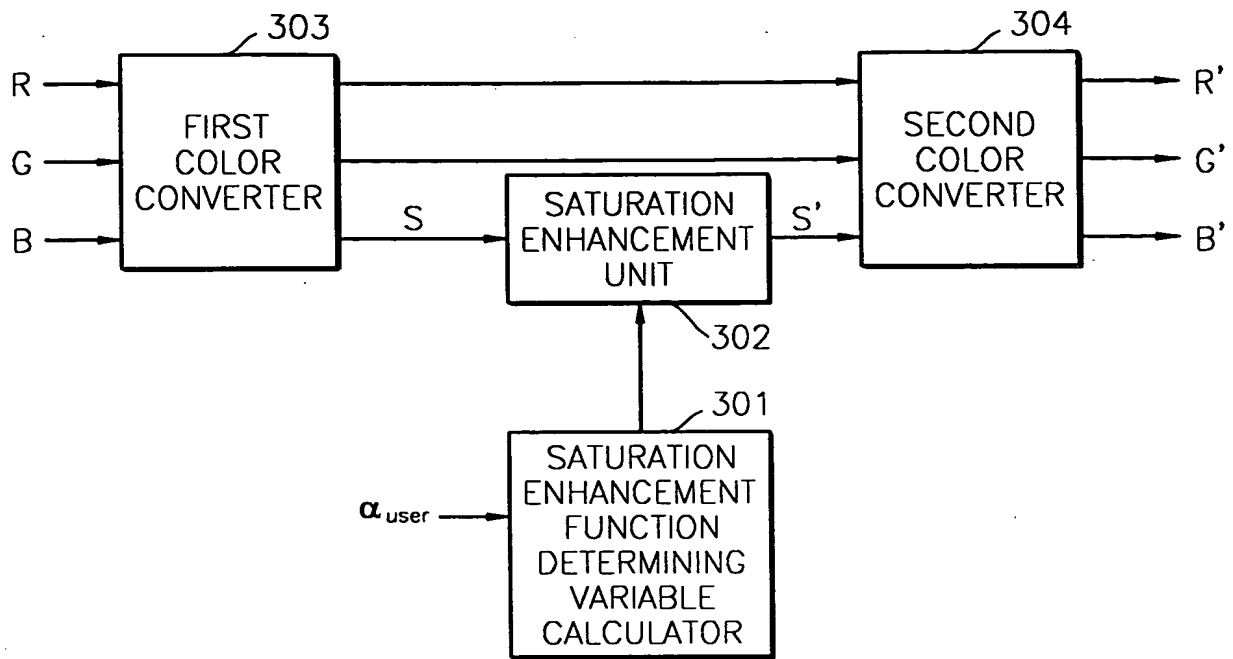 303
304
R
G
B
FIRST
COLOR
CONVERTER
S
SATURATION
ENHANCEMENT
UNIT
S'
302
SECOND
COLOR
CONVERTER
R'
G'
B'
301
α user
SATURATION
ENHANCEMENT
FUNCTION
DETERMINING
VARIABLE
CALCULATOR